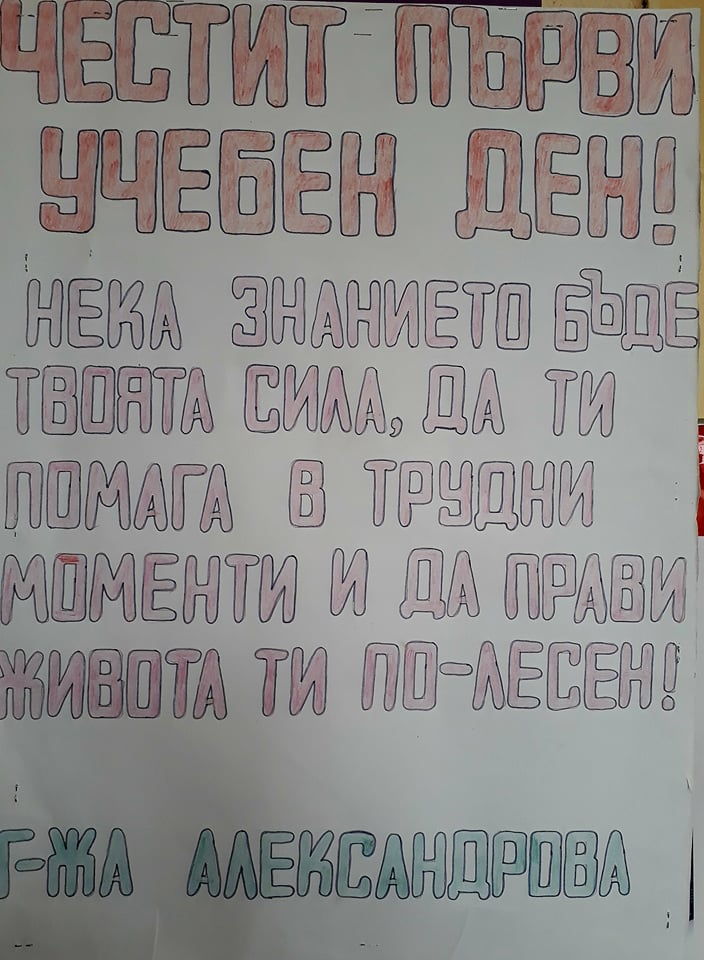 ЧЕСТИТ ПЪРВИ
УЧЕБЕН ДЕН!
НЕКА ЗНАНИЕТО БЪДЕ
ТВОЯТА СИЛА, ДА ТИ
ПОМАГА В ТРУДНИ
МОМЕНТИ И ДА ПРАВИ
ЖИВОТА ТИ ПО-ЛЕСЕН!
Г-ЖА АЛЕКСАНДРОВА